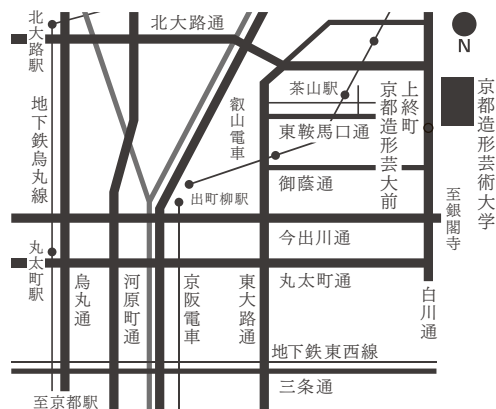 北大路通
北大路駅
N
地下鉄烏丸線
叡山電車
茶山駅
東鞍馬口通
京都造形芸大前
上終町
京都造形芸術大学
御蔭通
出町柳駅
至銀閣寺
今出川通
丸太町駅
烏丸通
河原町通
京阪電車
東大路通
丸太町通
白川通
地下鉄東西線
三条通
至京都駅